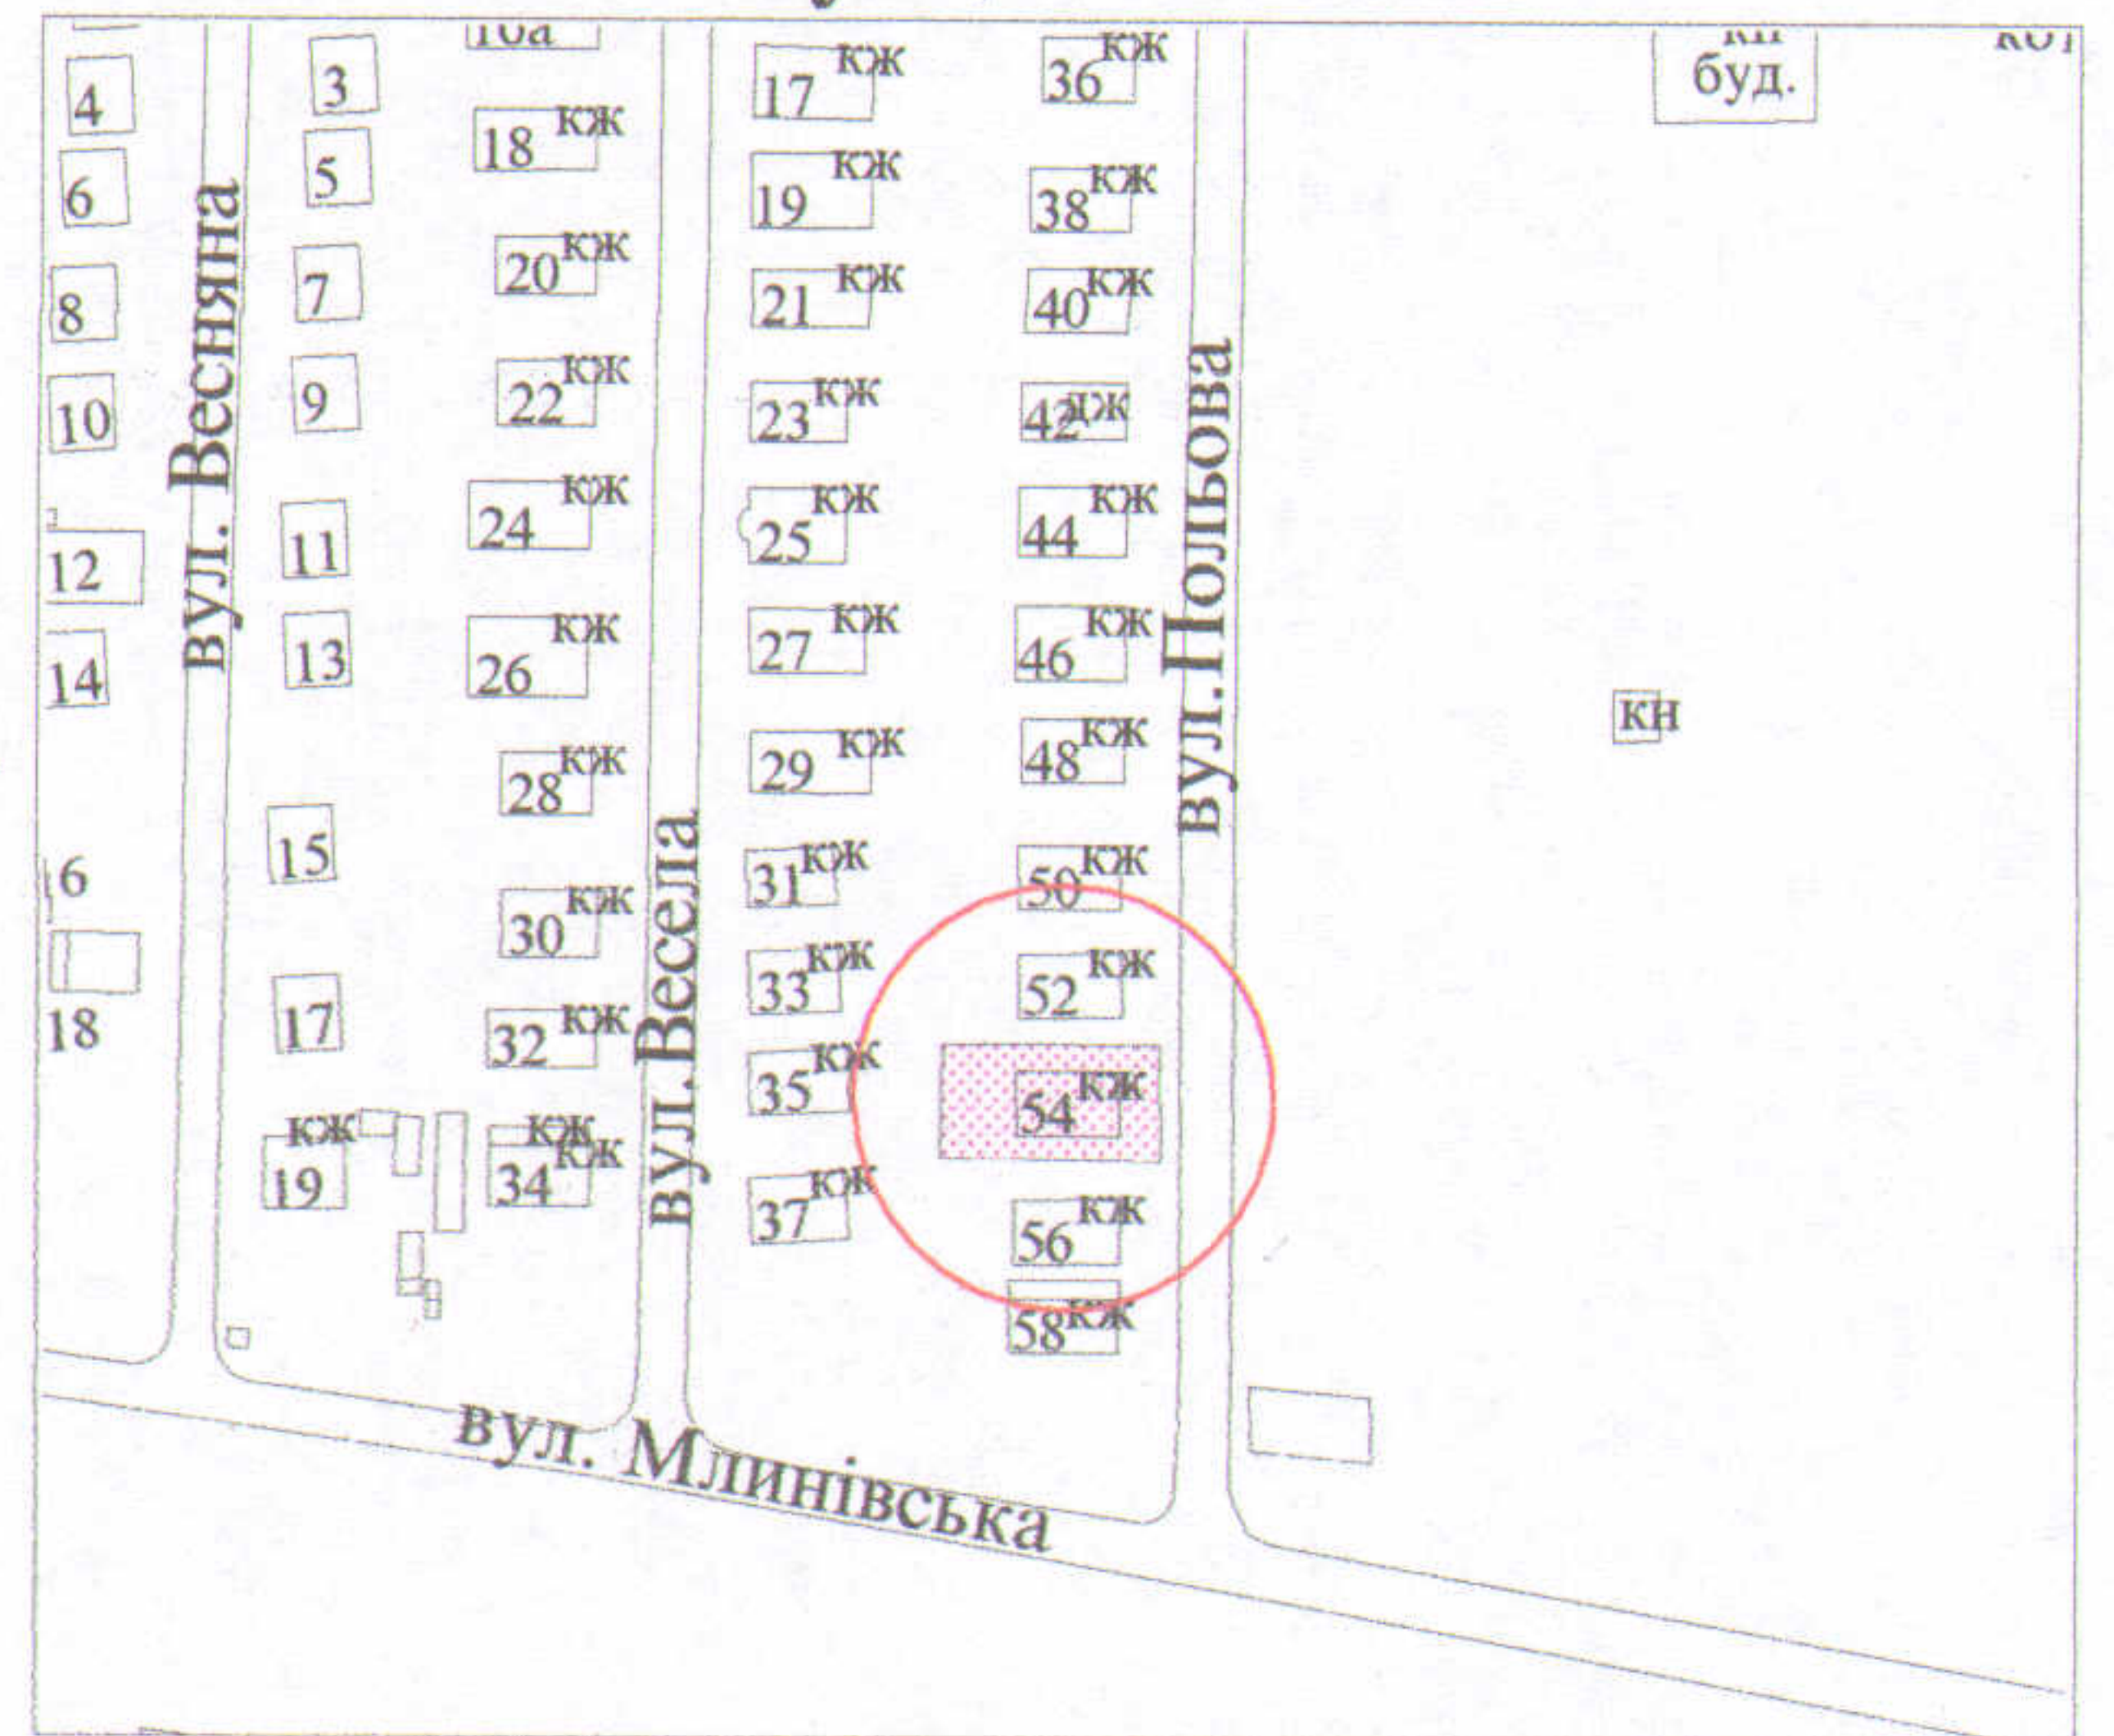 4
6
8
10
12
14
6
18
вул. Весняна
3
5
7
9
11
13
15
17
19 кж
18 кж
20 кж
22 кж
24 кж
26 кж
28 кж
30 кж
32 кж
кж
34 кж
вул. Весела
17 кж
19 кж
21 кж
23 кж
25 кж
27 кж
29 кж
31 кж
33 кж
35 кж
37 кж
36 кж
38 кж
40 кж
42
44 кж
46 кж
48 кж
50 кж
52 кж
54 кж
56 кж
58 кж
вул. Польова
буд.
кн
вул. Млинівська